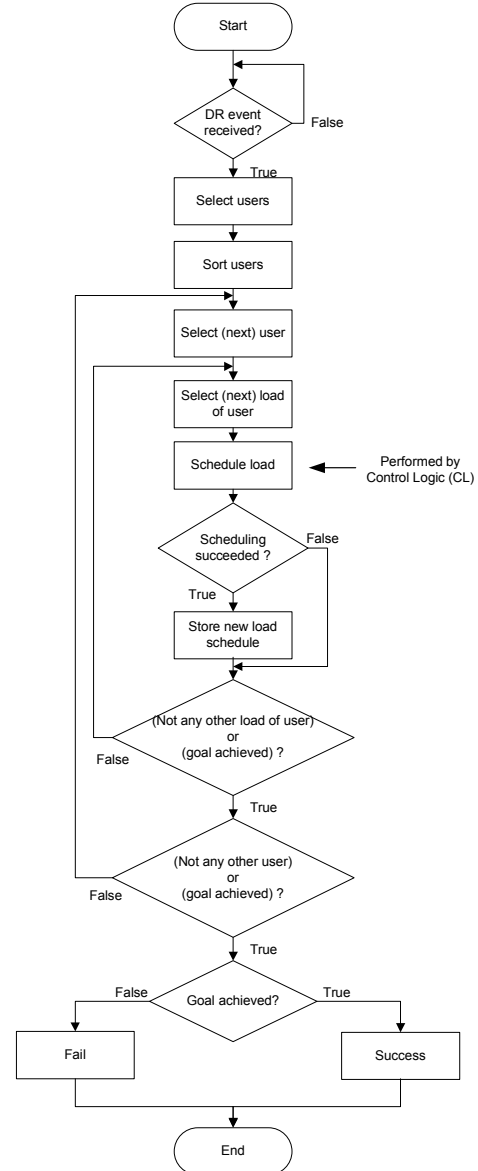 Start
DR event
received?
False
True
Select users
Sort users
Select (next) user
Select (next) load
of user
Schedule load
Performed by
Control Logic (CL)
Scheduling
succeeded ?
False
True
Store new load
schedule
(Not any other load of user)
or
(goal achieved) ?
False
True
(Not any other user)
or
(goal achieved) ?
False
True
False
Goal achieved?
True
Fail
Success
End